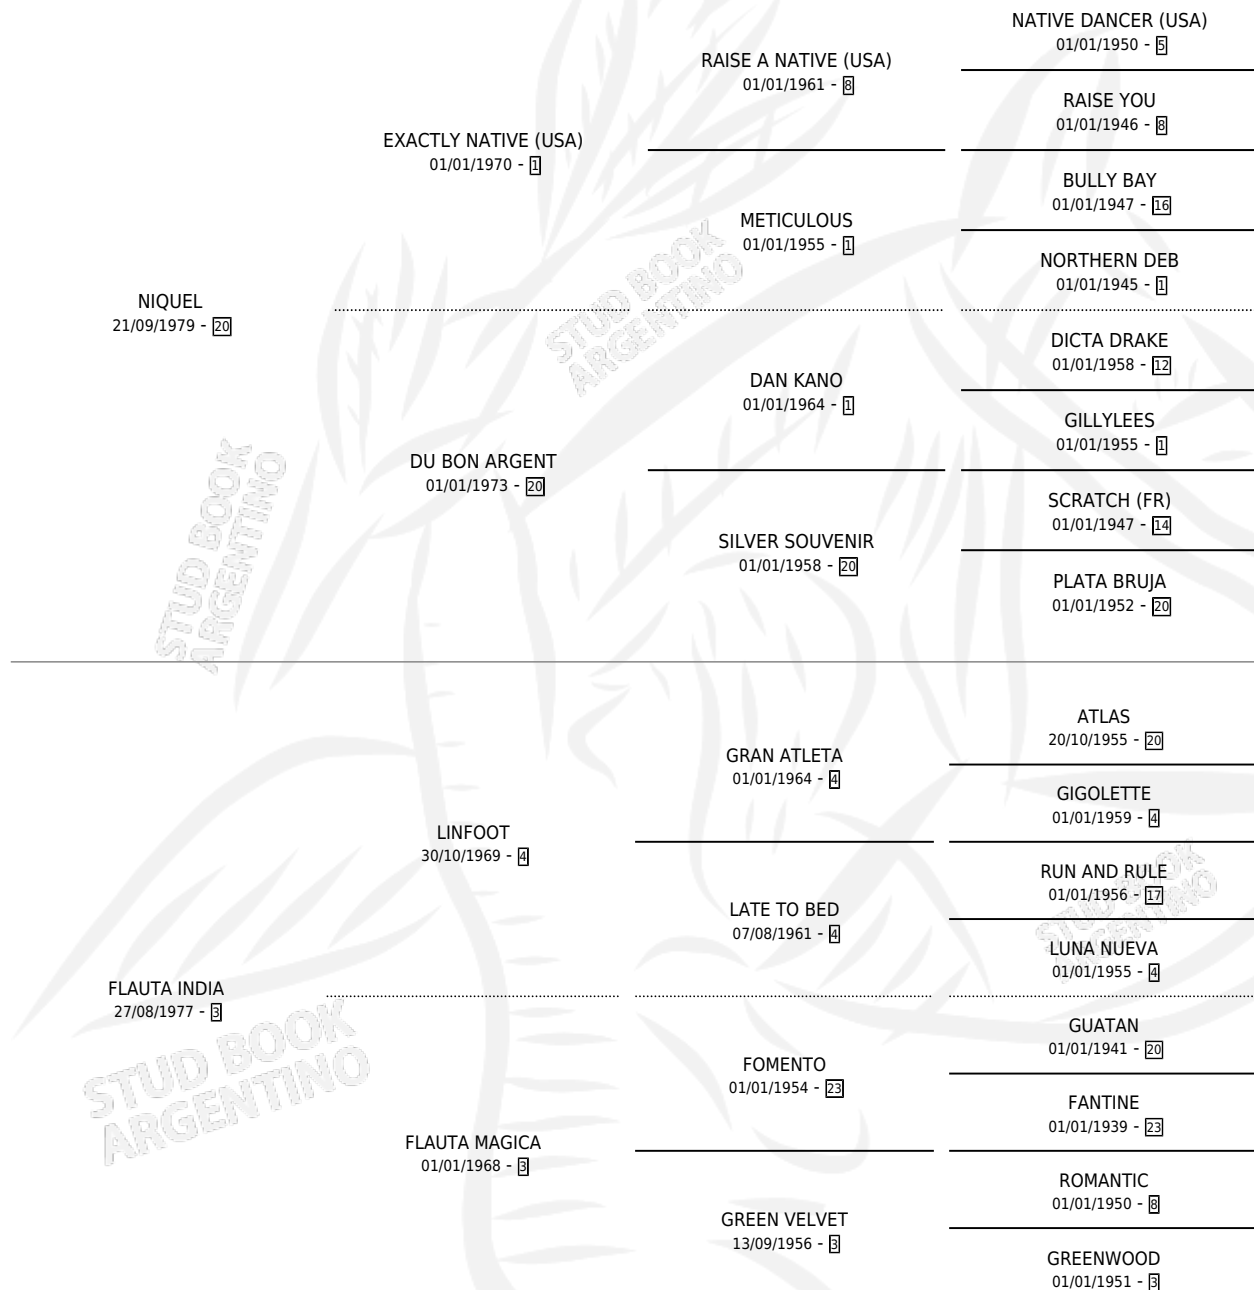 NATIVE DANCER (USA)
01/01/1950 - 5
RAISE A NATIVE (USA)
01/01/1961 - 8
RAISE YOU
01/01/1946 - 8
EXACTLY NATIVE (USA)
01/01/1970 - 1
BULLY BAY
01/01/1947 - 16
METICULOUS
01/01/1955 - 1
NORTHERN DEB
01/01/1945 - 1
NIQUEL
21/09/1979 - 20
DICTA DRAKE
01/01/1958 - 12
DAN KANO
01/01/1964 - 1
GILLYLEES
01/01/1955 - 1
DU BON ARGENT
01/01/1973 - 20
SCRATCH (FR)
01/01/1947 - 14
SILVER SOUVENIR
01/01/1958 - 20
PLATA BRUJA
01/01/1952 - 20
ATLAS
20/10/1955 - 20
GRAN ATLETA
01/01/1964 - 4
GIGOLETTE
01/01/1959 - 4
LINFOOT
30/10/1969 - 4
RUN AND RULE
01/01/1956 - 17
LATE TO BED
07/08/1961 - 4
LUNA NUEVA
01/01/1955 - 4
FLAUTA INDIA
27/08/1977 - 3
GUATAN
01/01/1941 - 20
FOMENTO
01/01/1954 - 23
FANTINE
01/01/1939 - 23
FLAUTA MAGICA
01/01/1968 - 3
ROMANTIC
01/01/1950 - 8
GREEN VELVET
13/09/1956 - 3
GREENWOOD
01/01/1951 - 3
STUD BOOK
ARGENTINO
STUD BOOK
ARGENTINO
STUD BOOK
ARGENTINO
STUD BOOK
ARGENTINO